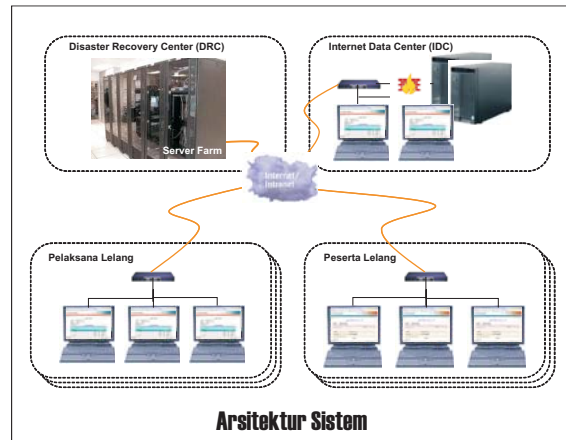 Disaster Recovery Center (DRC)
Internet Data Center (IDC)
Server Farm
Internet/
Intranet
Pelaksana Lelang
Peserta Lelang
Arsitektur Sistem